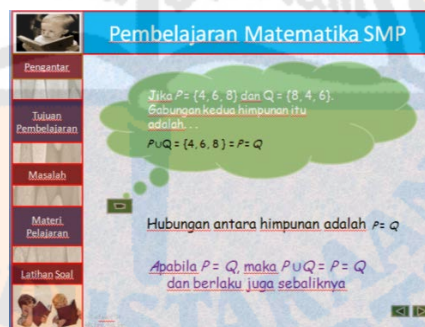 Pembelajaran Matematika SMP
Pengantar
Tujuan
Pembelajaran
Masalah
Materi
Pelajaran
Latihan Soal
Jika P = {4, 6, 8} dan Q = {8, 4, 6}.
Gabungan kedua himpunan itu
adalah. . .
P∪Q = {4, 6, 8 } = P= Q
Hubungan antara himpunan adalah P= Q
Apabila P = Q, maka P ∪ Q = P = Q
dan berlaku juga sebaliknya